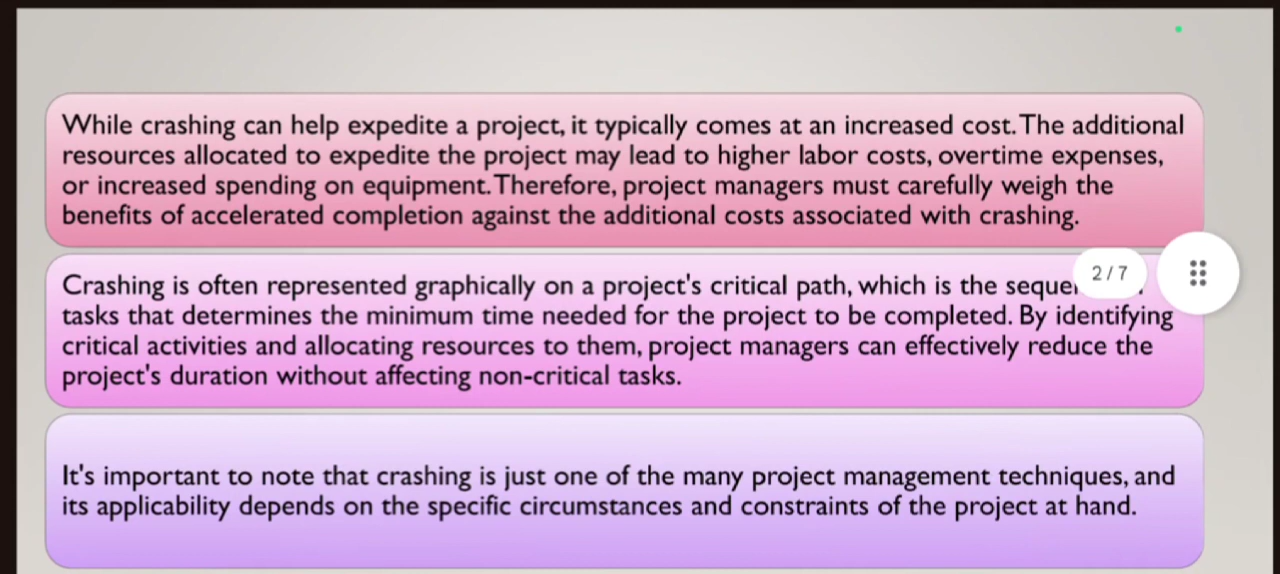 While crashing can help expedite a project, it typically comes at an increased cost. The additional
resources allocated to expedite the project may lead to higher labor costs, overtime expenses,
or increased spending on equipment. Therefore, project managers must carefully weigh the
benefits of accelerated completion against the additional costs associated with crashing.
2/7
Crashing is often represented graphically on a project's critical path, which is the
tasks that determines the minimum time needed for the project to be completed. By identifying
critical activities and allocating resources to them, project managers can effectively reduce the
project's duration without affecting non-critical tasks.
It's important to note that crashing is just one of the many project management techniques, and
its applicability depends on the specific circumstances and constraints of the project at hand.